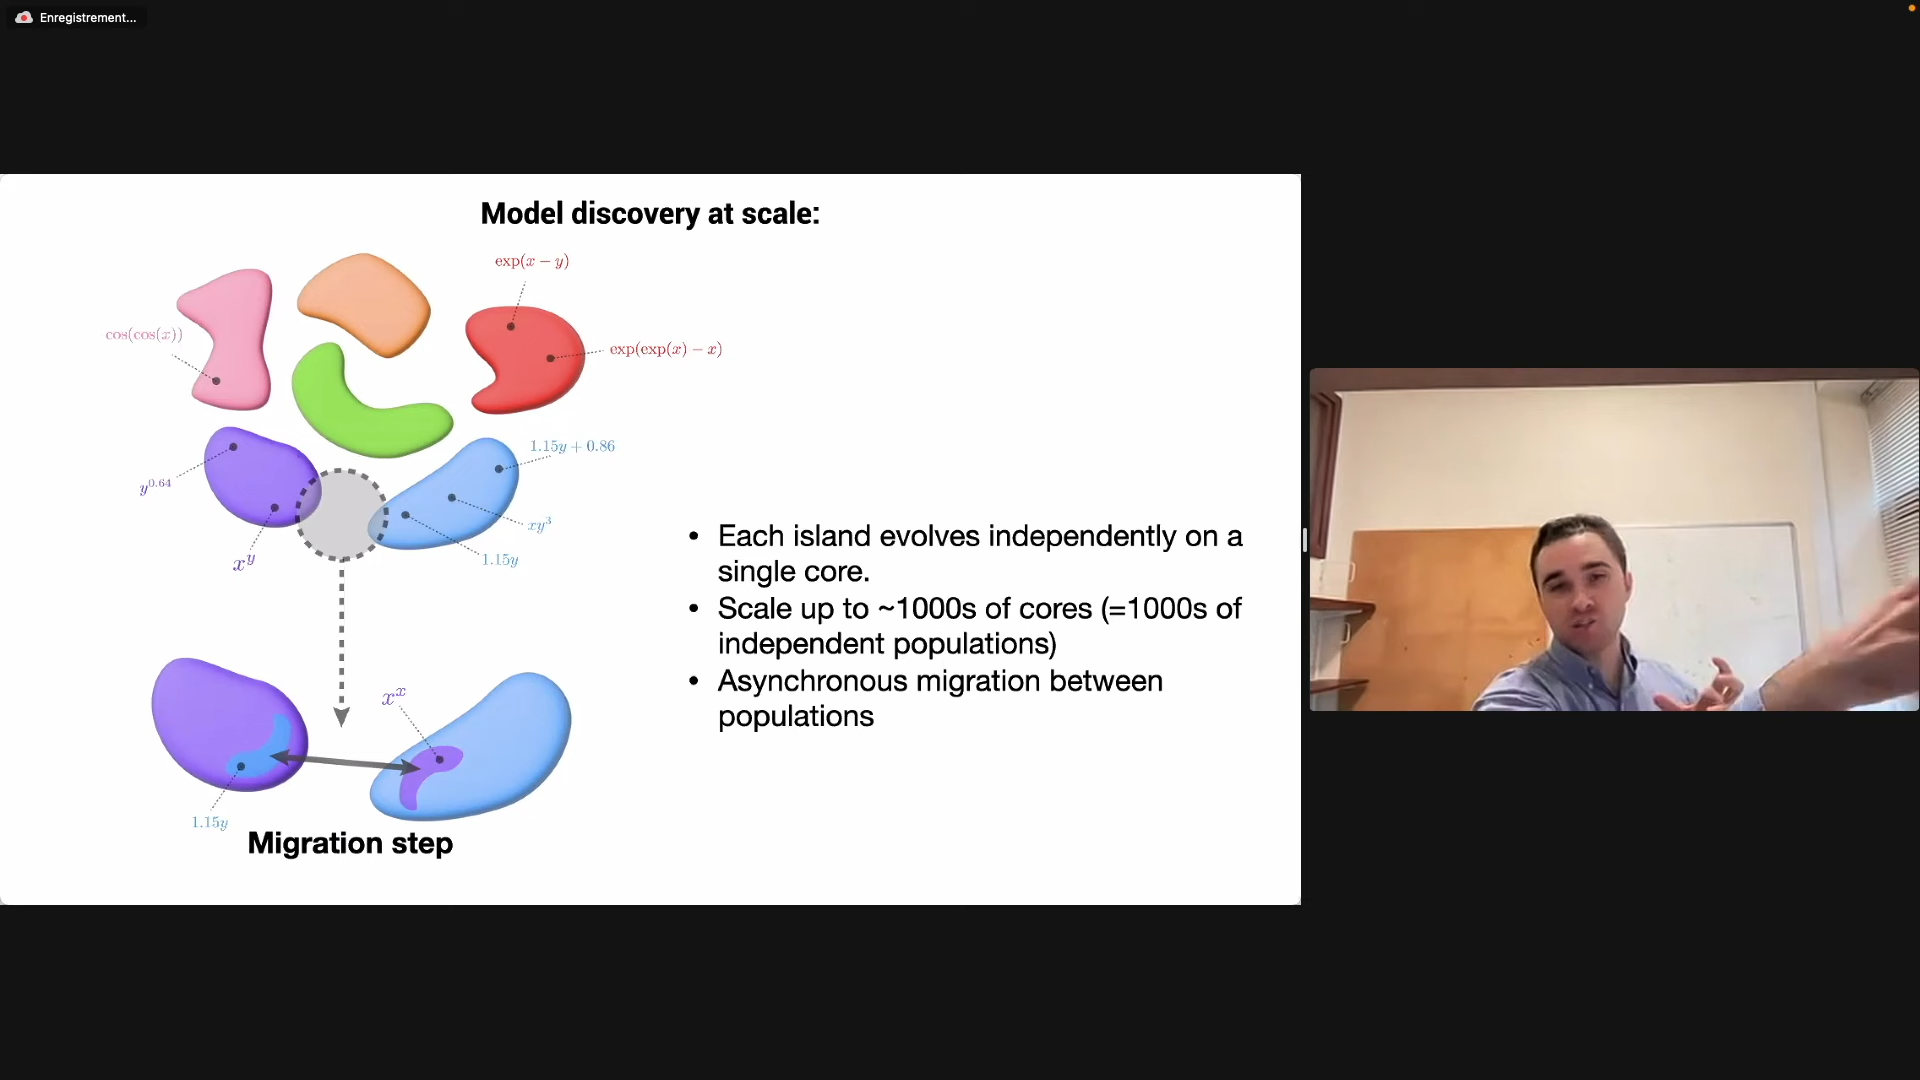 Enregistrement...
Model discovery at scale:
exp(x − y)
cos(cos(x))
exp(exp(x) − x)
1.15y + 0.86
y^0.64
xy^3
x^y
1.15y
x^x
1.15y
Migration step
• Each island evolves independently on a
single core.
• Scale up to ~1000s of cores (=1000s of
independent populations)
• Asynchronous migration between
populations